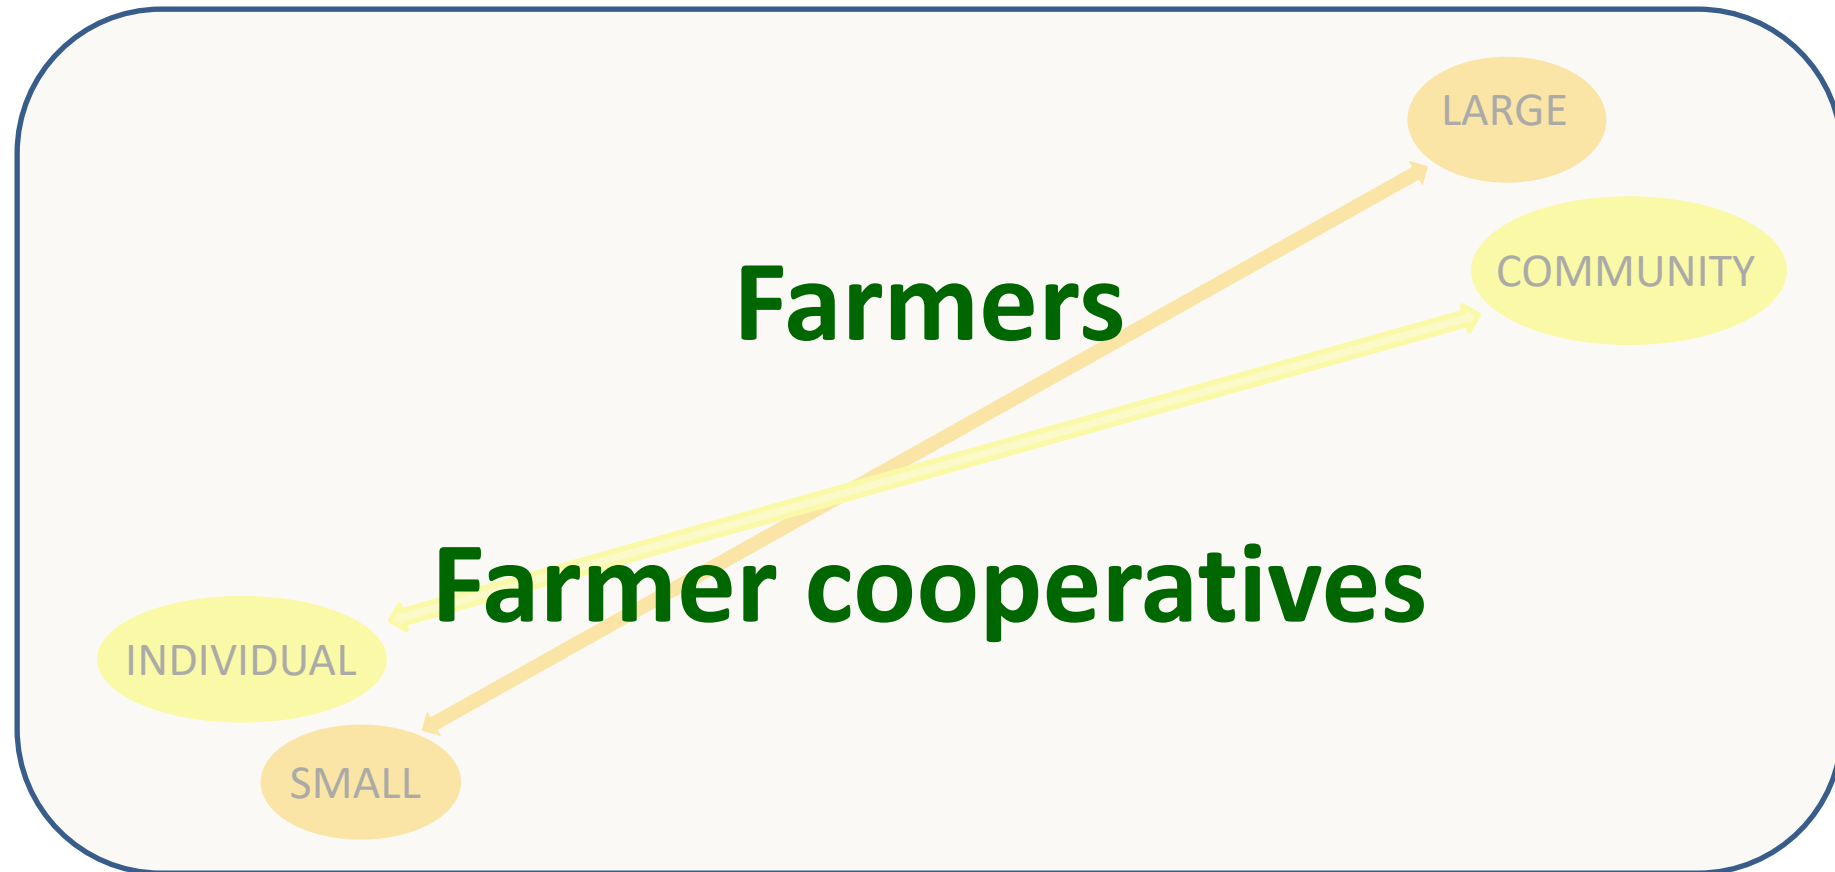 LARGE
COMMUNITY
Farmers
Farmer cooperatives
INDIVIDUAL
SMALL